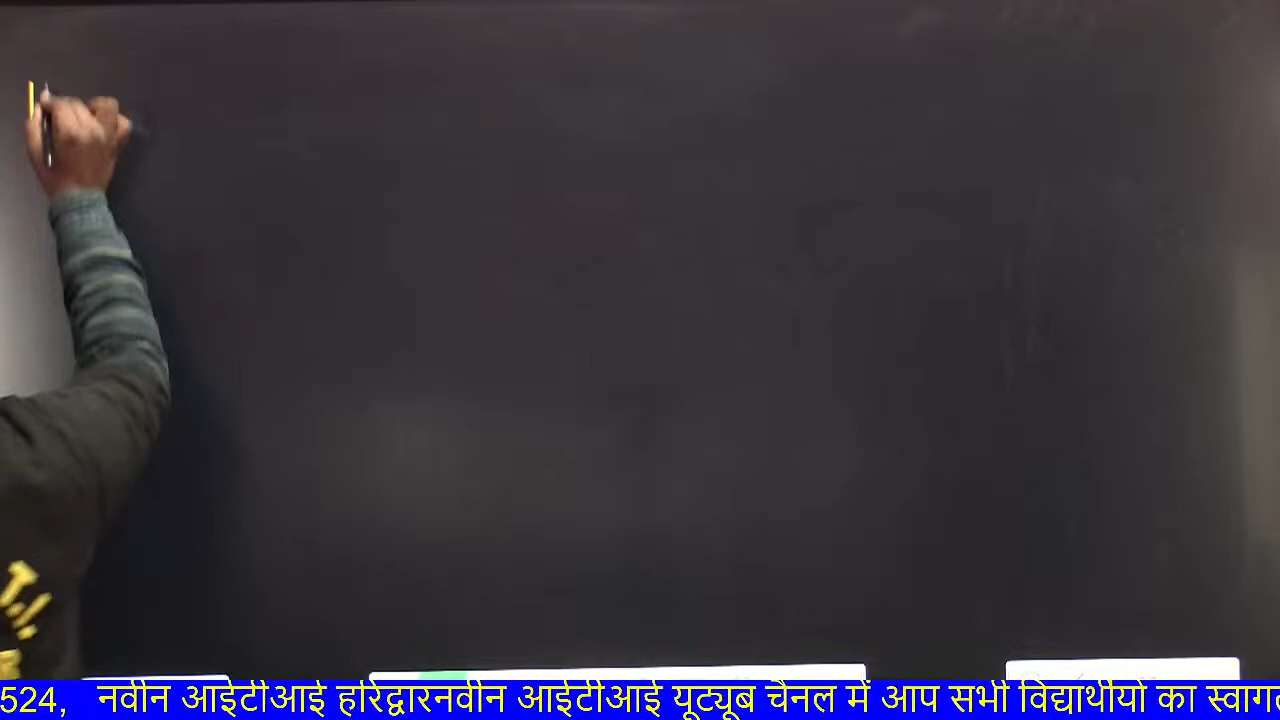 524, नवीन आईटीआई हरिद्वारनवीन आईटीआई यूट्यूब चैनल में आप सभी विद्यार्थीयो का स्वागत